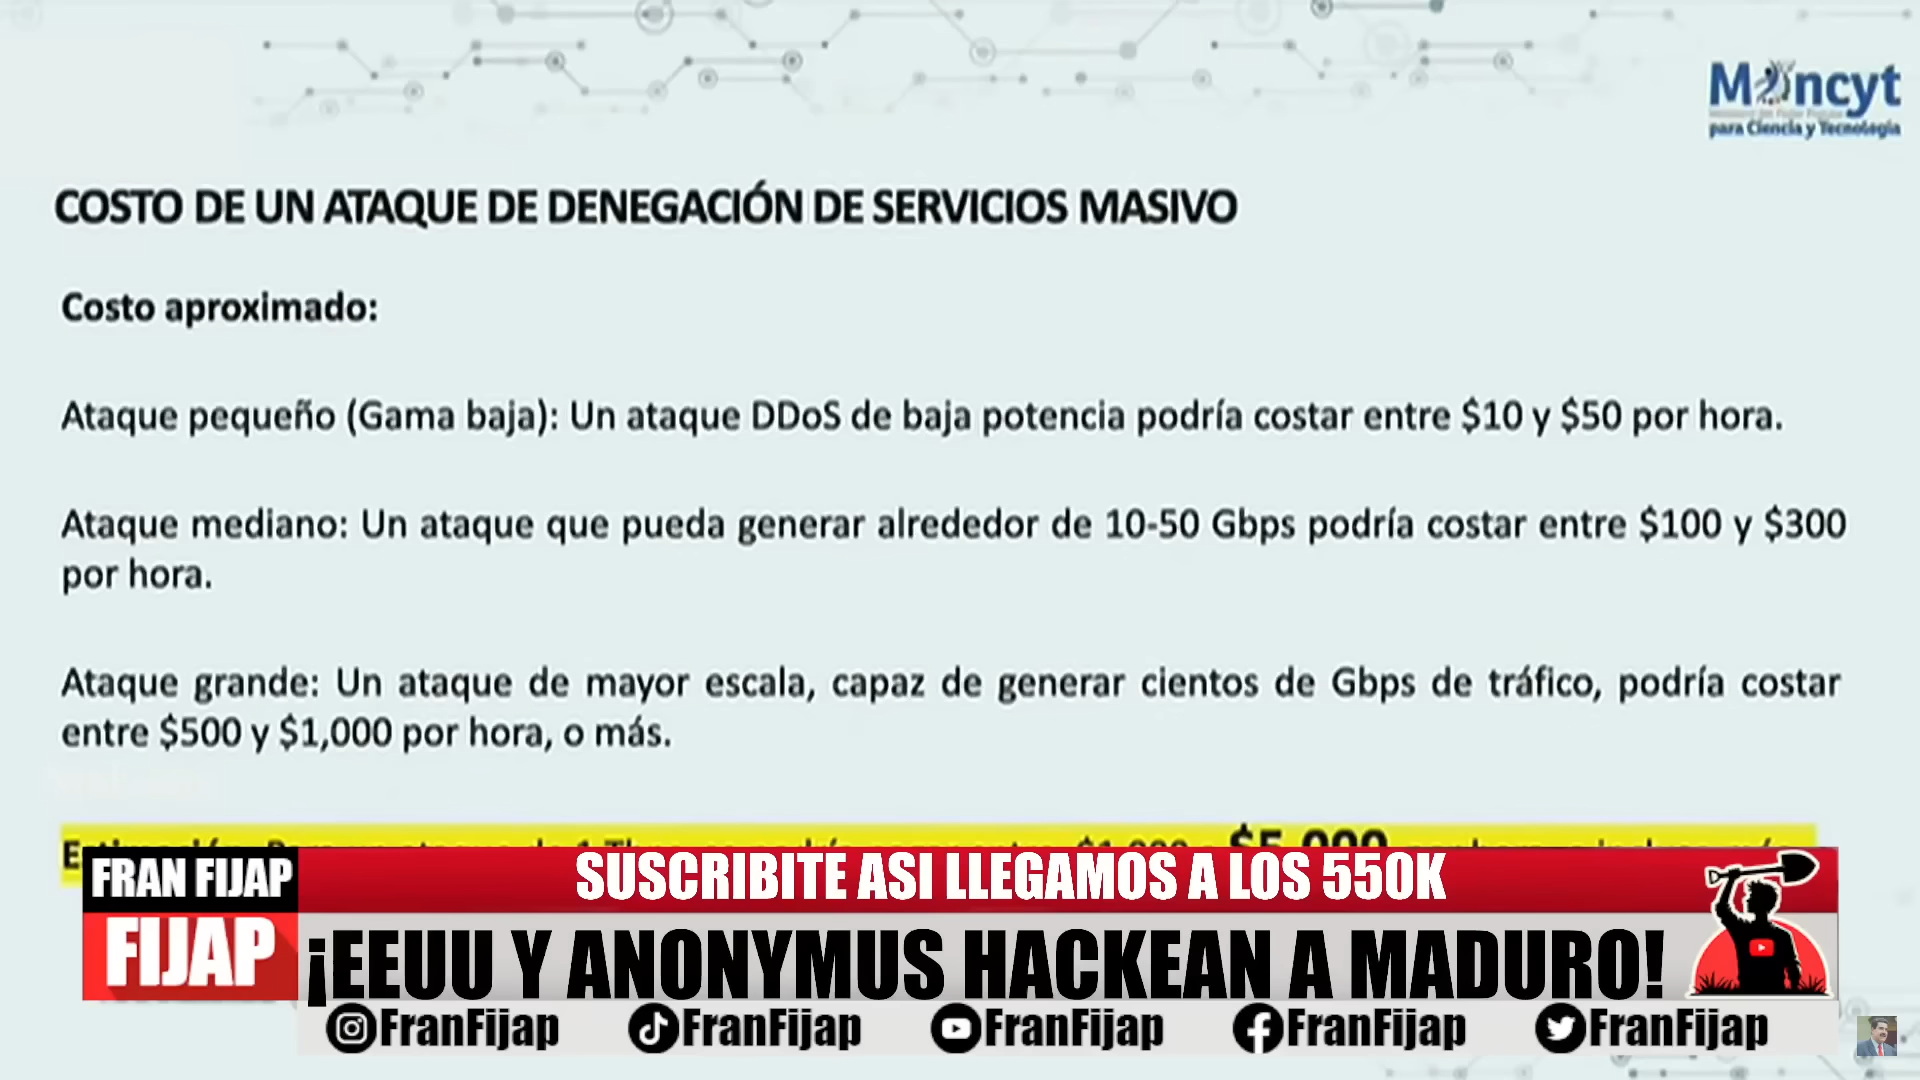 Mincyt
para Ciencia y Tecnología
COSTO DE UN ATAQUE DE DENEGACIÓN DE SERVICIOS MASIVO
Costo aproximado:
Ataque pequeño (Gama baja): Un ataque DDoS de baja potencia podría costar entre $10 y $50 por hora.
Ataque mediano: Un ataque que pueda generar alrededor de 10-50 Gbps podría costar entre $100 y $300
por hora.
Ataque grande: Un ataque de mayor escala, capaz de generar cientos de Gbps de tráfico, podría costar
entre $500 y $1,000 por hora, o más.
$5,000
FRAN FIJAP
SUSCRIBITE ASI LLEGAMOS A LOS 550K
FIJAP
¡EEUU Y ANONYMUS HACKEAN A MADURO!
FranFijap FranFijap FranFijap FranFijap FranFijap